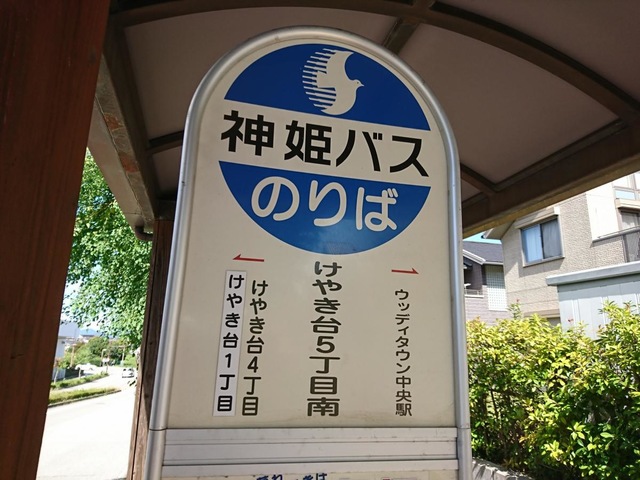 神姫バス
のりば
ウッディタウン中央駅
けやき台5丁目南
けやき台4丁目
けやき台1丁目